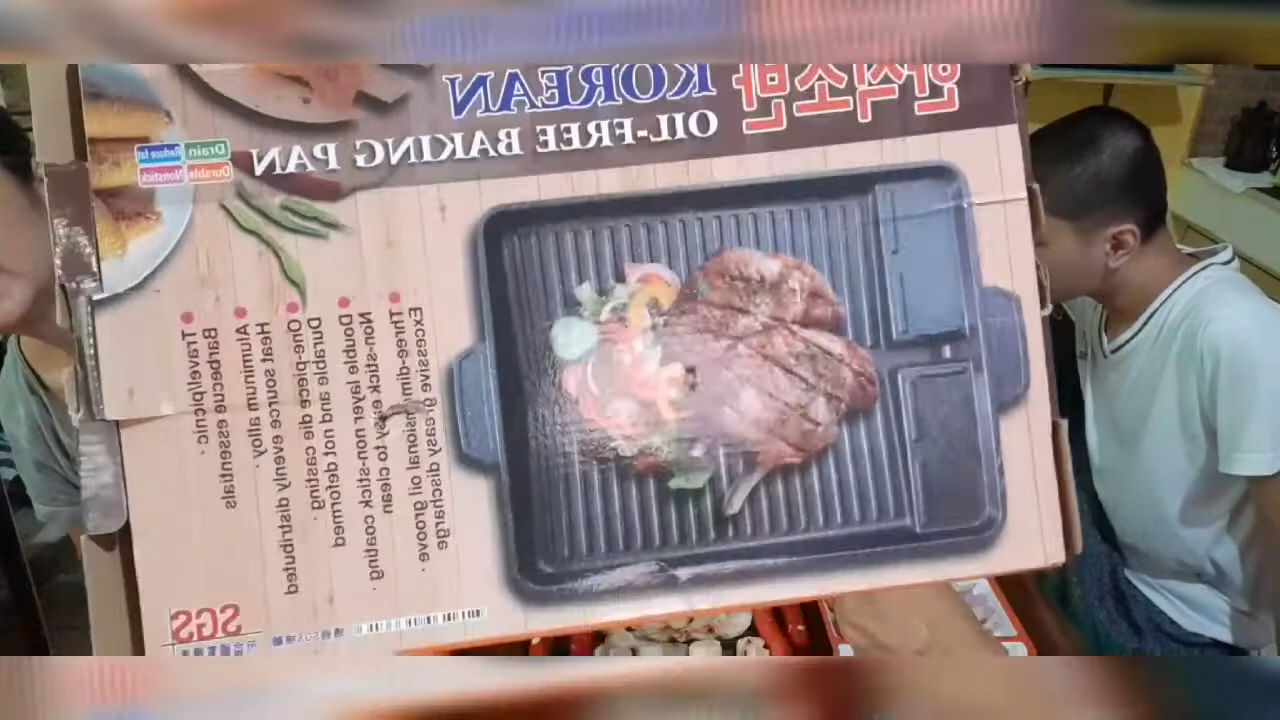 KOREAN
OIL-FREE BAKING PAN
Drain Reduce fat
Durable Nonstick
Three-dimensional oil groove .
Excessive greasy discharge
Double layer non-stick coating .
Non-stick easy to clean
One-piece die casting .
Durable and not deformed
Aluminum alloy .
Heat source evenly distributed
Travel/picnic .
Barbecue essentials
SGS